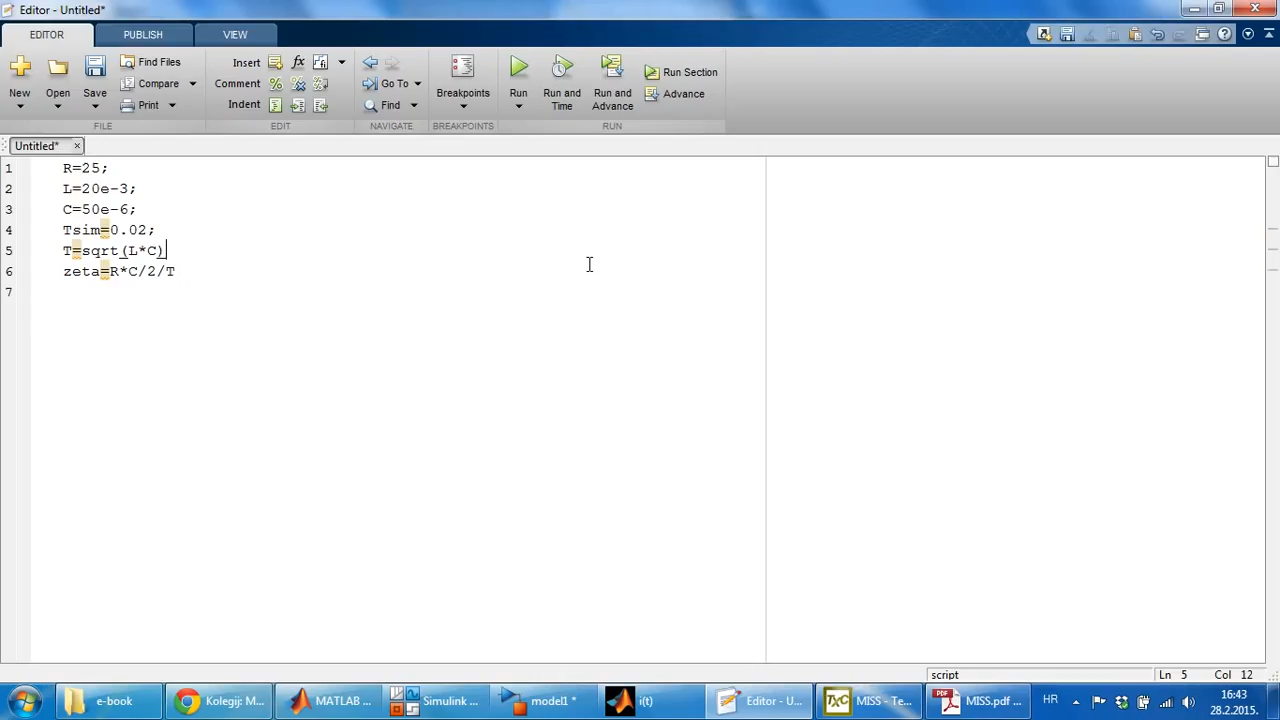 Editor - Untitled*
EDITOR PUBLISH VIEW
New Open Save Find Files Compare Print
Insert fx
Comment
Indent
Go To
Find
Breakpoints
Run Run and Time Run and Advance
Run Section
Advance
FILE EDIT NAVIGATE BREAKPOINTS RUN
Untitled* ×
1 R=25;
2 L=20e-3;
3 C=50e-6;
4 Tsim=0.02;
5 T=sqrt(L*C)
6 zeta=R*C/2/T
7
script Ln 5 Col 12
e-book Kolegij: M... MATLAB ... Simulink ... model1 * i(t) Editor - U... MISS - Te... MISS.pdf ... HR 16:43
28.2.2015.